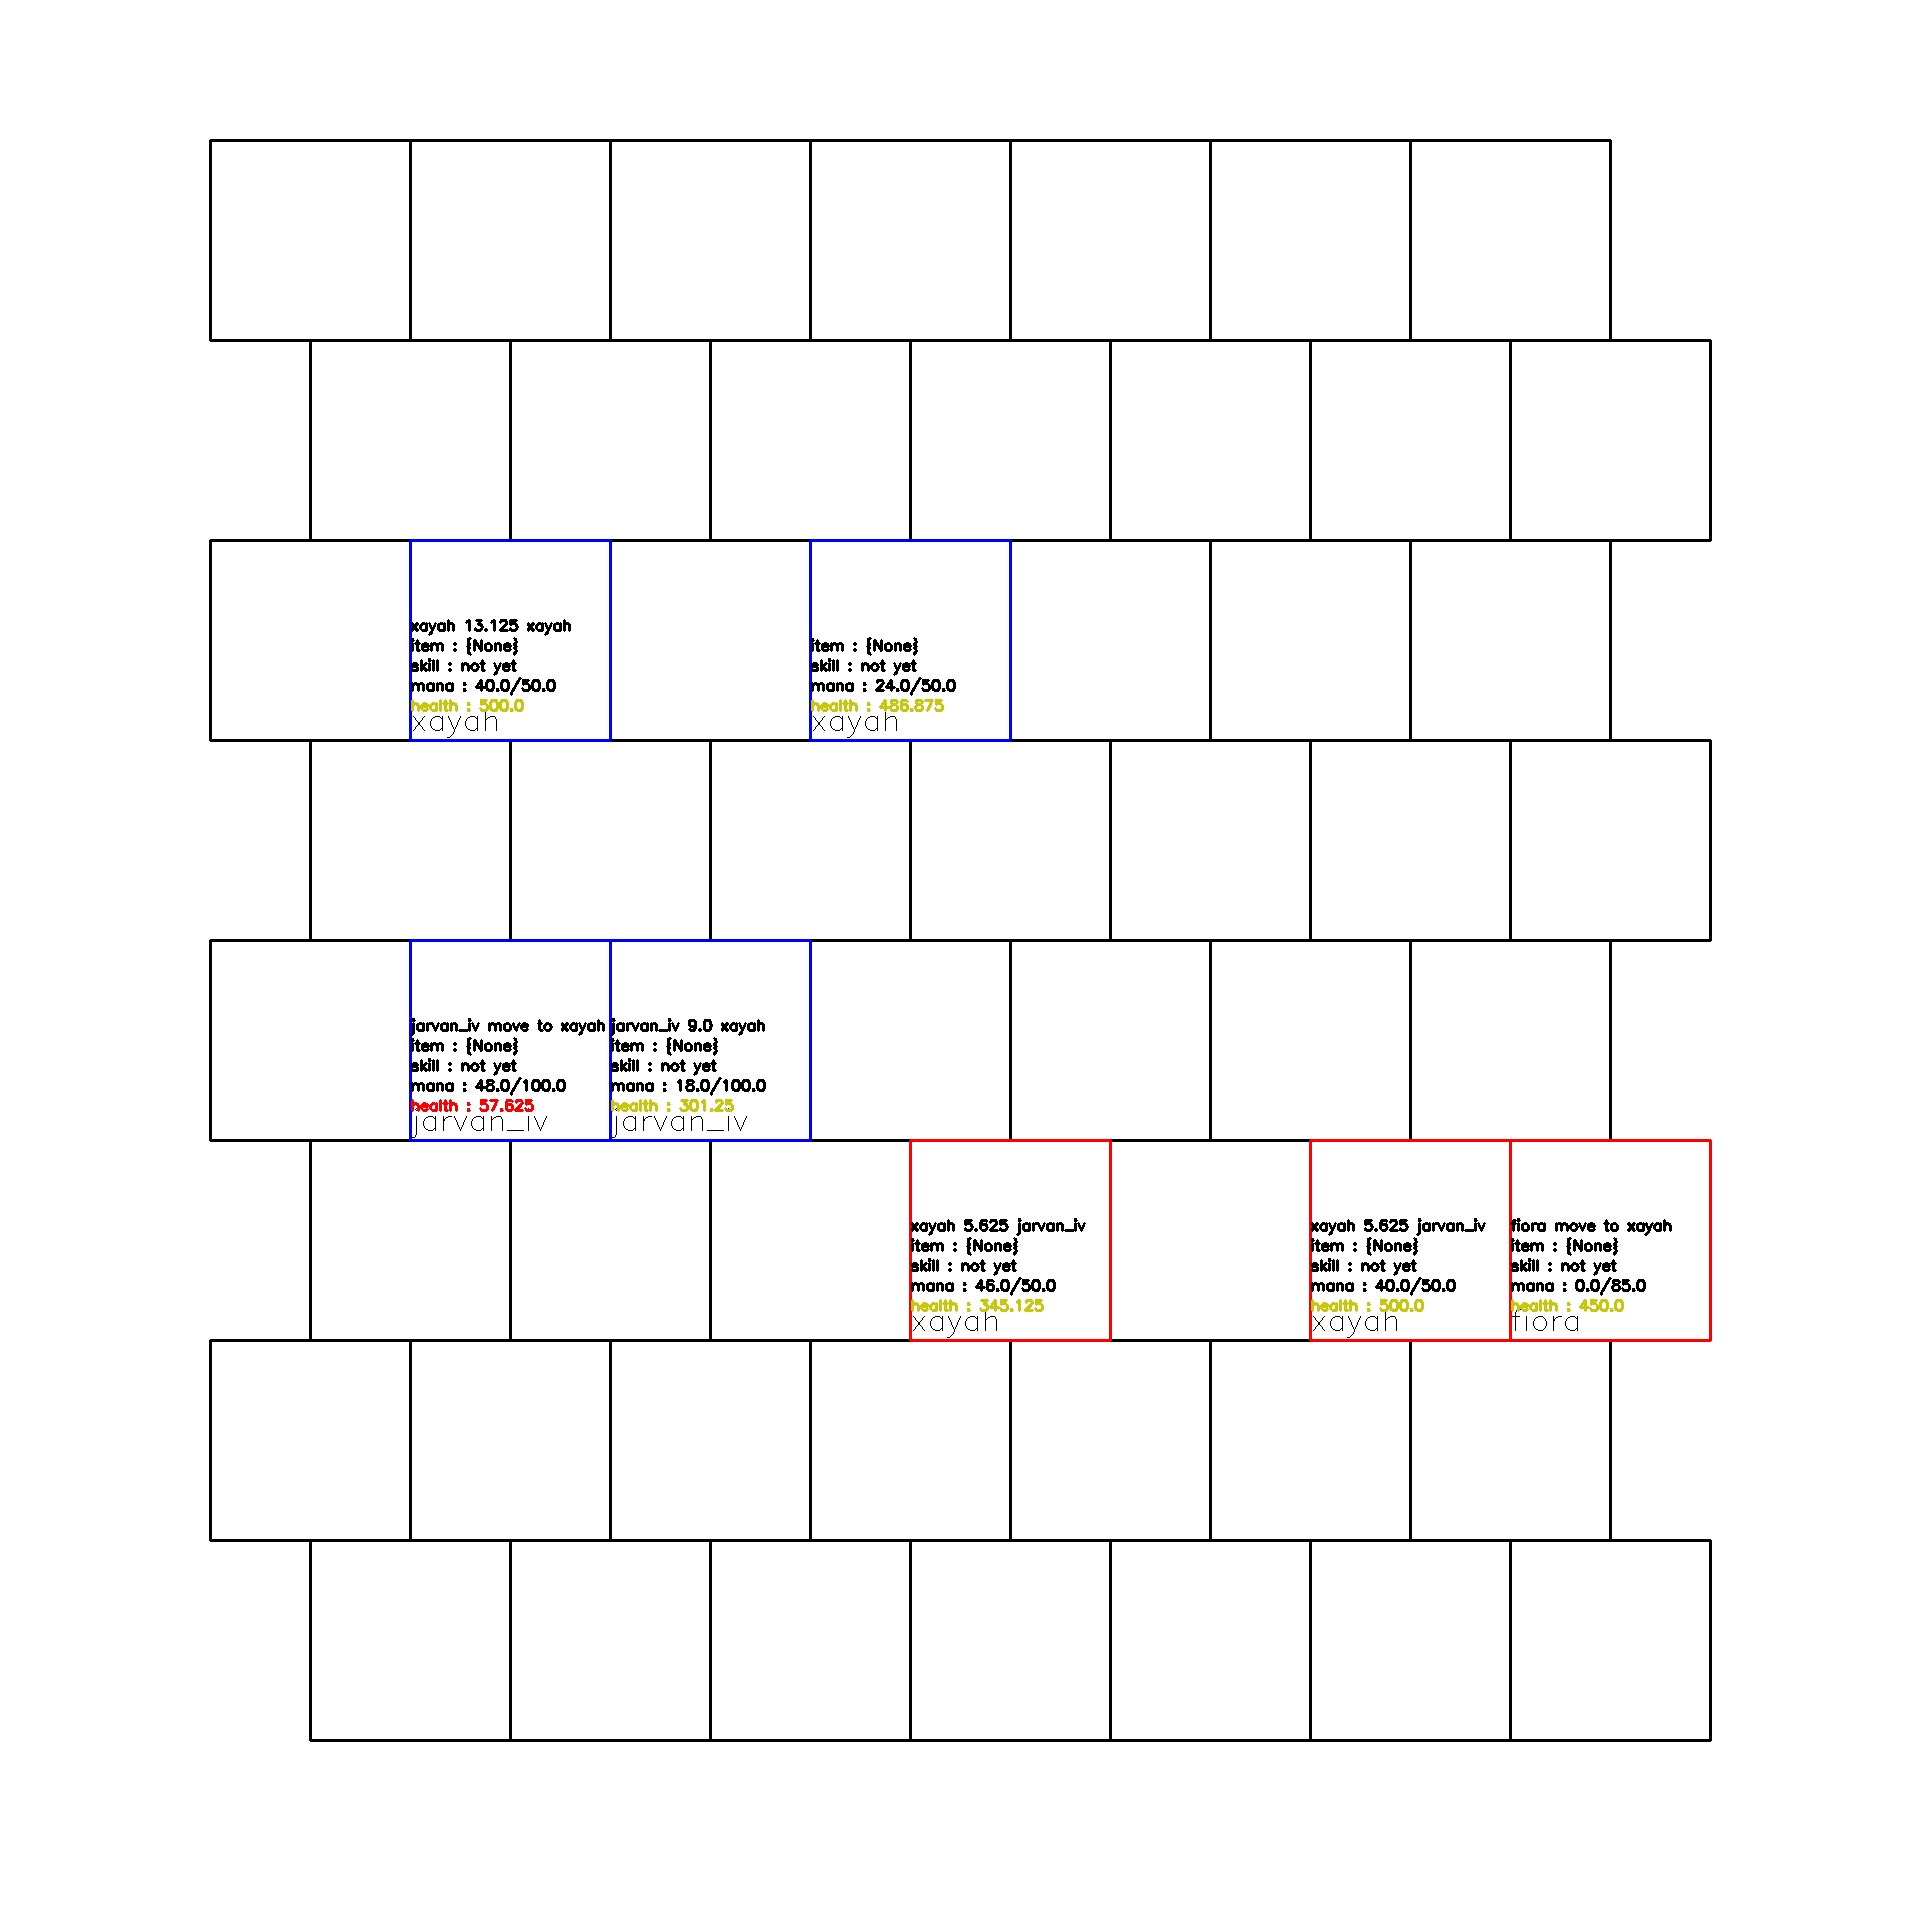 xayah 13.125 xayah
item : {None}
skill : not yet
mana : 40.0/50.0
health : 500.0
xayah
item : {None}
skill : not yet
mana : 24.0/50.0
health : 486.875
xayah
jarvan_iv move to xayah
item : {None}
skill : not yet
mana : 48.0/100.0
health : 57.625
jarvan_iv
jarvan_iv 9.0 xayah
item : {None}
skill : not yet
mana : 18.0/100.0
health : 301.25
jarvan_iv
xayah 5.625 jarvan_iv
item : {None}
skill : not yet
mana : 46.0/50.0
health : 345.125
xayah
xayah 5.625 jarvan_iv
item : {None}
skill : not yet
mana : 40.0/50.0
health : 500.0
xayah
fiora move to xayah
item : {None}
skill : not yet
mana : 0.0/85.0
health : 450.0
fiora